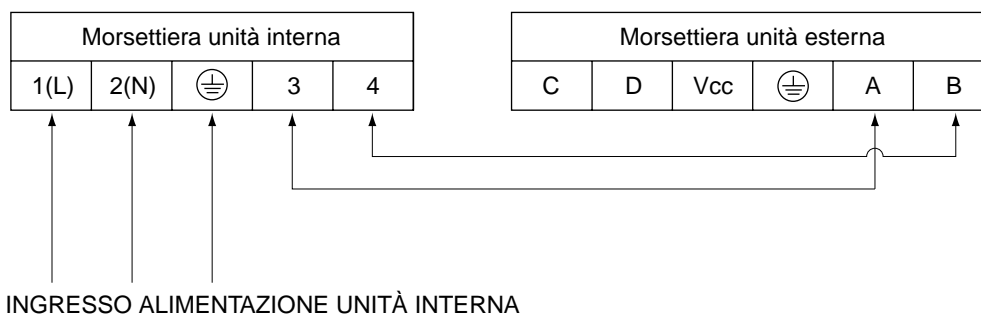 Morsettiera unità interna
1(L) 2(N) 3 4
Morsettiera unità esterna
C D Vcc A B
INGRESSO ALIMENTAZIONE UNITÀ INTERNA